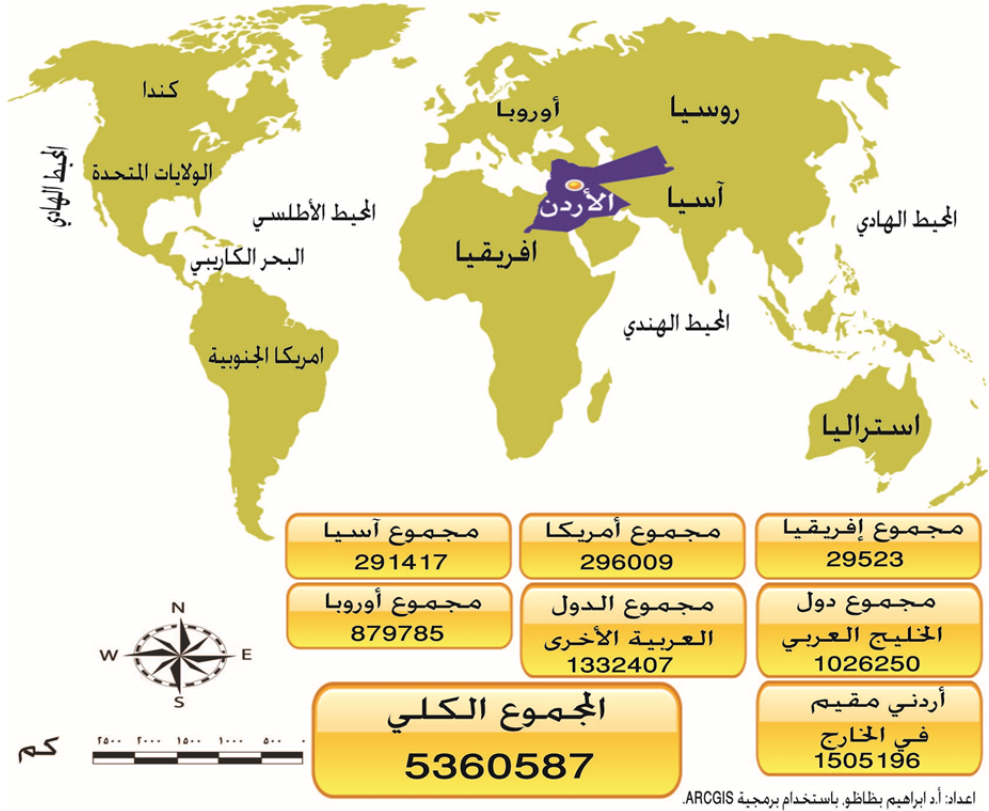 كندا
روسيا
أوروبا
المحيط الهادي
الولايات المتحدة
آسيا
الأردن
المحيط الأطلسي
المحيط الهادي
افريقيا
البحر الكاريبي
المحيط الهندي
امريكا الجنوبية
استراليا
مجموع إفريقيا
29523
مجموع أمريكا
296009
مجموع آسيا
291417
مجموع دول
الخليج العربي
1026250
مجموع الدول
العربية الأخرى
1332407
مجموع أوروبا
879785
أردني مقيم
في الخارج
1505196
المجموع الكلي
5360587
N
W E
S
كم
٢٥٠٠ ٢٠٠٠ ١٥٠٠ ١٠٠٠ ٥٠٠ ٠
اعداد: أ.د ابراهيم بظاظو. باستخدام برمجية ARCGIS.